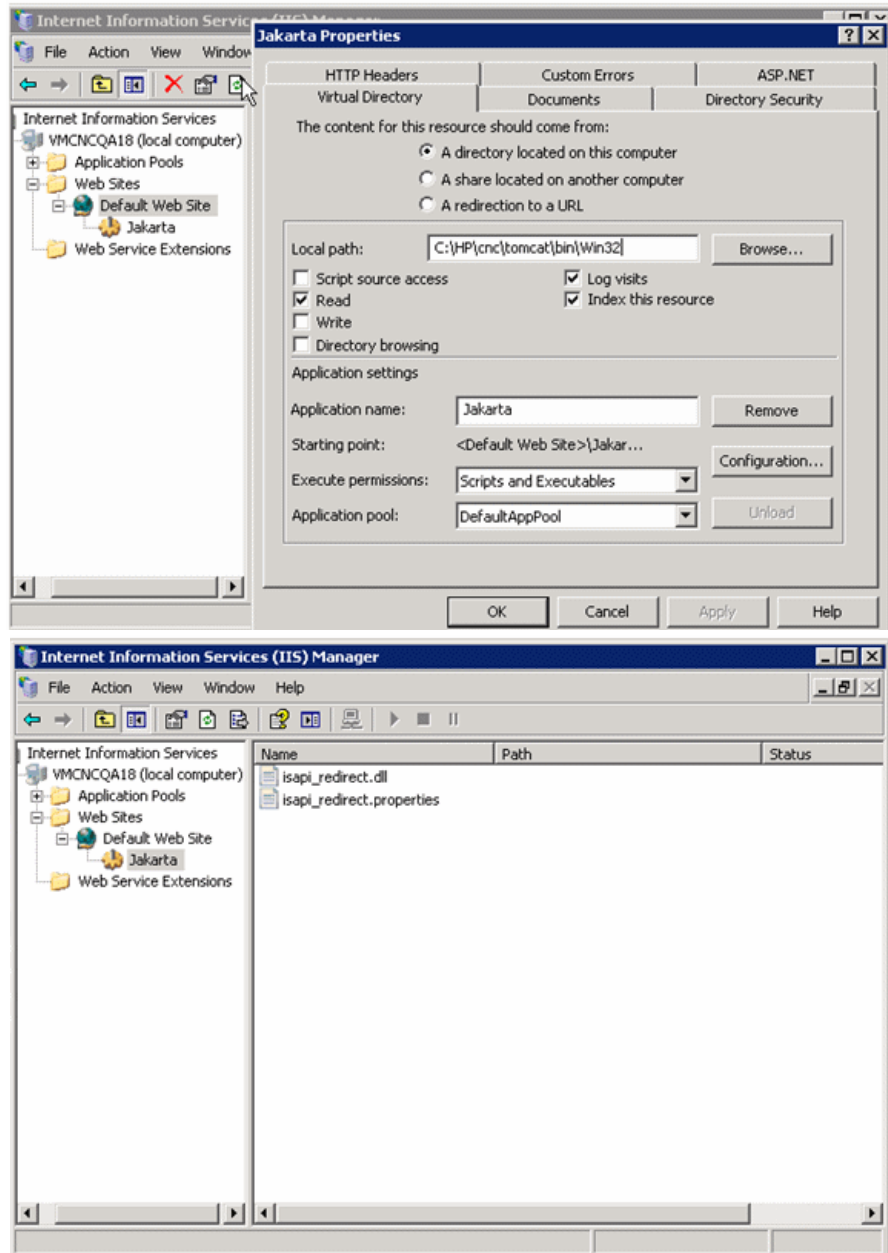 Internet Information Services (IIS) Manager
Jakarta Properties
File Action View Window
HTTP Headers Custom Errors ASP.NET
Virtual Directory Documents Directory Security
Internet Information Services
VMCNCQA18 (local computer)
Application Pools
Web Sites
Default Web Site
Jakarta
Web Service Extensions
The content for this resource should come from:
A directory located on this computer
A share located on another computer
A redirection to a URL
Local path: C:\HP\cnc\tomcat\bin\Win32 Browse...
Script source access Log visits
Read Index this resource
Write
Directory browsing
Application settings
Application name: Jakarta Remove
Starting point: <Default Web Site>\Jakar...
Configuration...
Execute permissions: Scripts and Executables
Application pool: DefaultAppPool Unload
OK Cancel Apply Help
Internet Information Services (IIS) Manager
File Action View Window Help
Internet Information Services
VMCNCQA18 (local computer)
Application Pools
Web Sites
Default Web Site
Jakarta
Web Service Extensions
Name Path Status
isapi_redirect.dll
isapi_redirect.properties